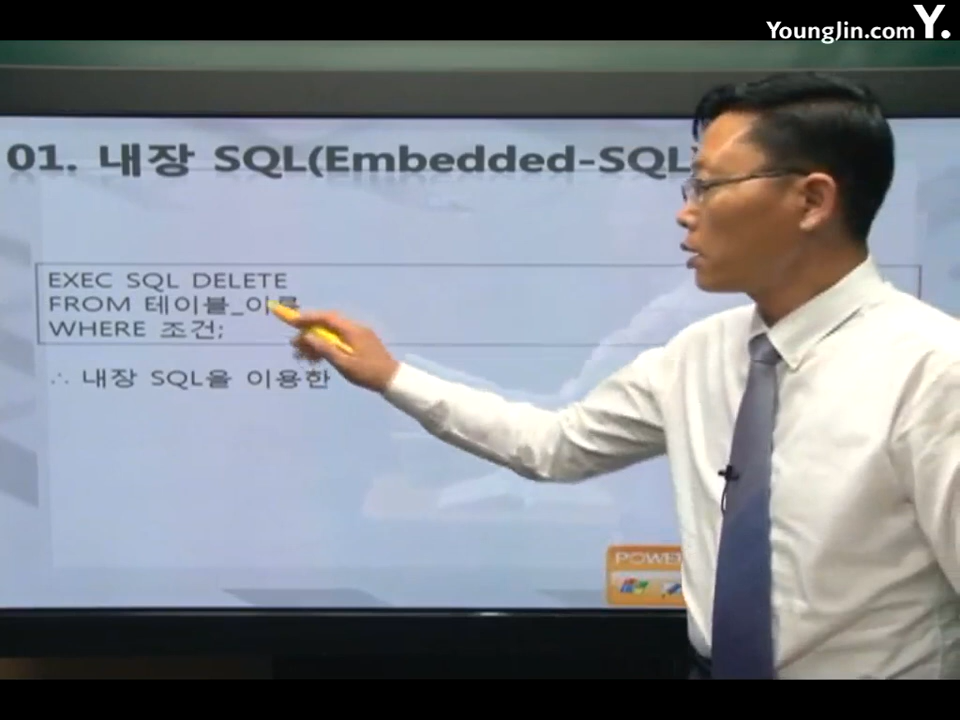 YoungJin.com Y.
01. 내장 SQL(Embedded-SQL)
EXEC SQL DELETE
FROM 테이블_이름
WHERE 조건;
∴ 내장 SQL을 이용한
POWE